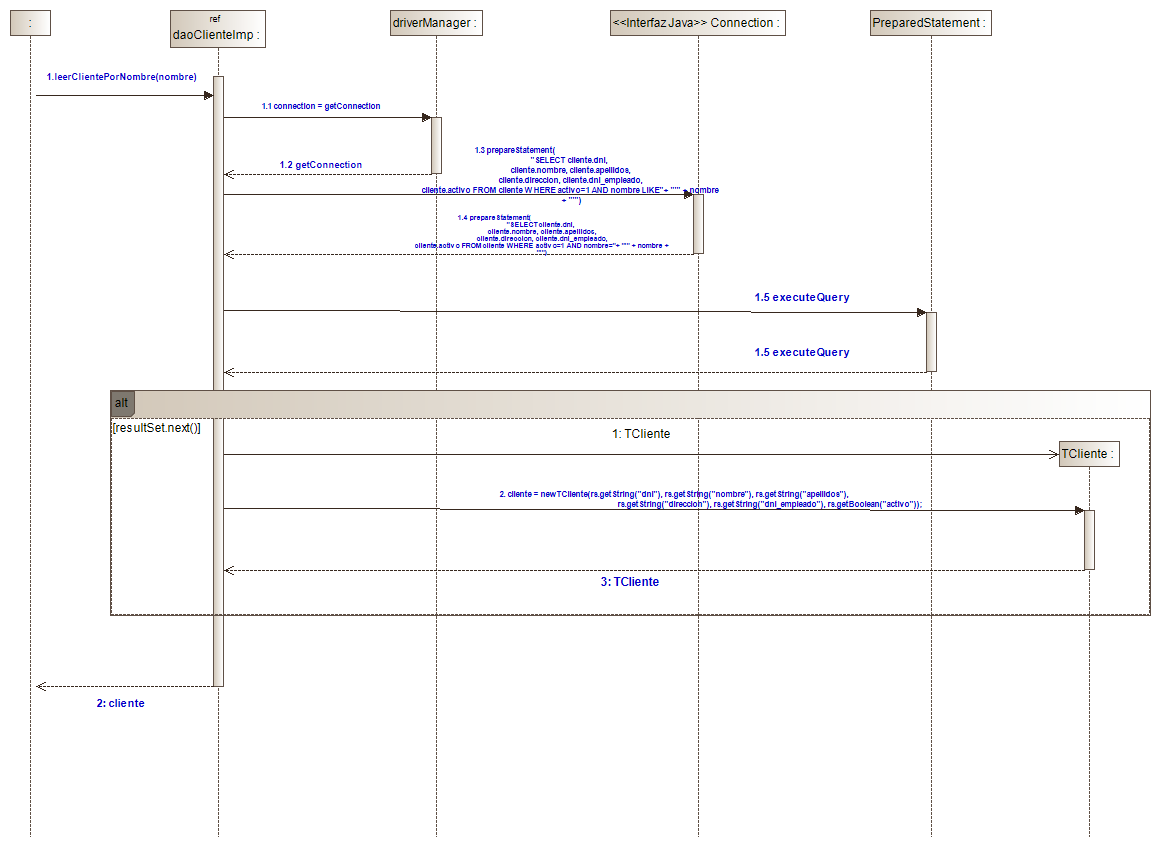 :
ref
daoClienteImp :
driverManager :
<<Interfaz Java>> Connection :
PreparedStatement :
1.leerClientePorNombre(nombre)
1.1 connection = getConnection
1.2 getConnection
1.3 prepareStatement(
"SELECT cliente.dni,
cliente.nombre, cliente.apellidos,
cliente.direccion, cliente.dni_empleado,
cliente.activo FROM cliente WHERE activo=1 AND nombre LIKE"+ "'" + nombre
+ "'")
1.4 prepareStatement(
"SELECT cliente.dni,
cliente.nombre, cliente.apellidos,
cliente.direccion, cliente.dni_empleado,
cliente.activo FROM cliente WHERE activo=1 AND nombre="+ "'" + nombre +
1.5 executeQuery
1.5 executeQuery
alt
[resultSet.next()]
1: TCliente
TCliente :
2. cliente = new TCliente(rs.getString("dni"), rs.getString("nombre"), rs.getString("apellidos"),
rs.getString("direccion"), rs.getString("dni_empleado"), rs.getBoolean("activo"));
3: TCliente
2: cliente